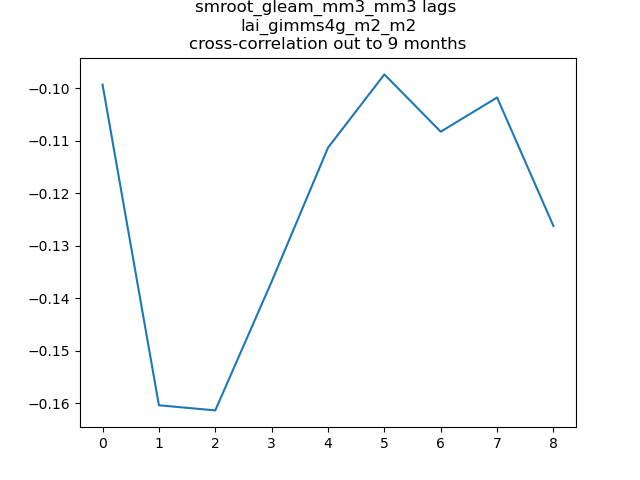 smroot_gleam_mm3_mm3 lags
lai_gimms4g_m2_m2
cross-correlation out to 9 months
−0.10
−0.11
−0.12
−0.13
−0.14
−0.15
−0.16
0 1 2 3 4 5 6 7 8